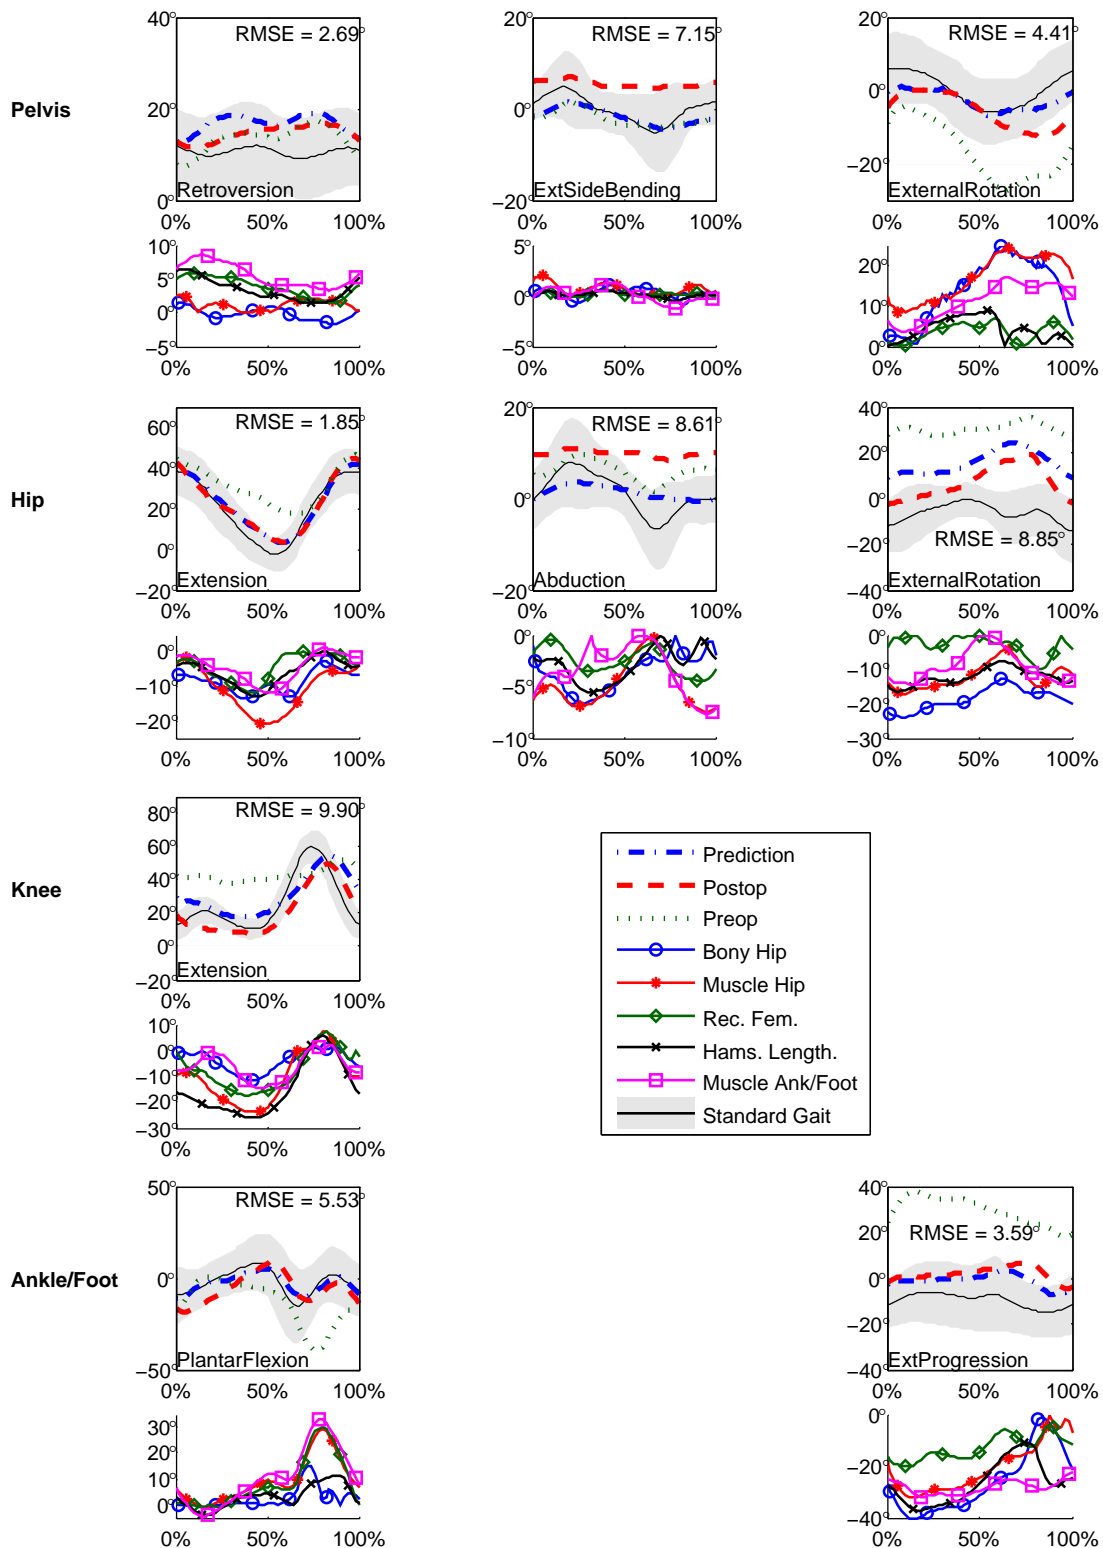 40°
20°
0°
RMSE = 2.69°
Retroversion
0% 50% 100%
20°
0°
−20°
RMSE = 7.15°
ExtSideBending
0% 50% 100%
20°
0°
−20°
RMSE = 4.41°
ExternalRotation
0% 50% 100%
Pelvis
10°
5°
0°
−5°
0% 50% 100%
5°
0°
−5°
0% 50% 100%
20°
10°
0°
0% 50% 100%
Hip
60°
40°
20°
0°
−20°
RMSE = 1.85°
Extension
0% 50% 100%
20°
0°
−20°
RMSE = 8.61°
Abduction
0% 50% 100%
40°
20°
0°
−20°
−40°
RMSE = 8.85°
ExternalRotation
0% 50% 100%
0°
−10°
−20°
0% 50% 100%
0°
−5°
−10°
0% 50% 100%
0°
−10°
−20°
−30°
0% 50% 100%
Knee
80°
60°
40°
20°
0°
−20°
RMSE = 9.90°
Extension
0% 50% 100%
10°
0°
−10°
−20°
−30°
0% 50% 100%
Prediction
Postop
Preop
Bony Hip
Muscle Hip
Rec. Fem.
Hams. Length.
Muscle Ank/Foot
Standard Gait
Ankle/Foot
50°
0°
−50°
RMSE = 5.53°
PlantarFlexion
0% 50% 100%
40°
20°
0°
−20°
−40°
RMSE = 3.59°
ExtProgression
0% 50% 100%
30°
20°
10°
0°
0% 50% 100%
0°
−20°
−40°
0% 50% 100%